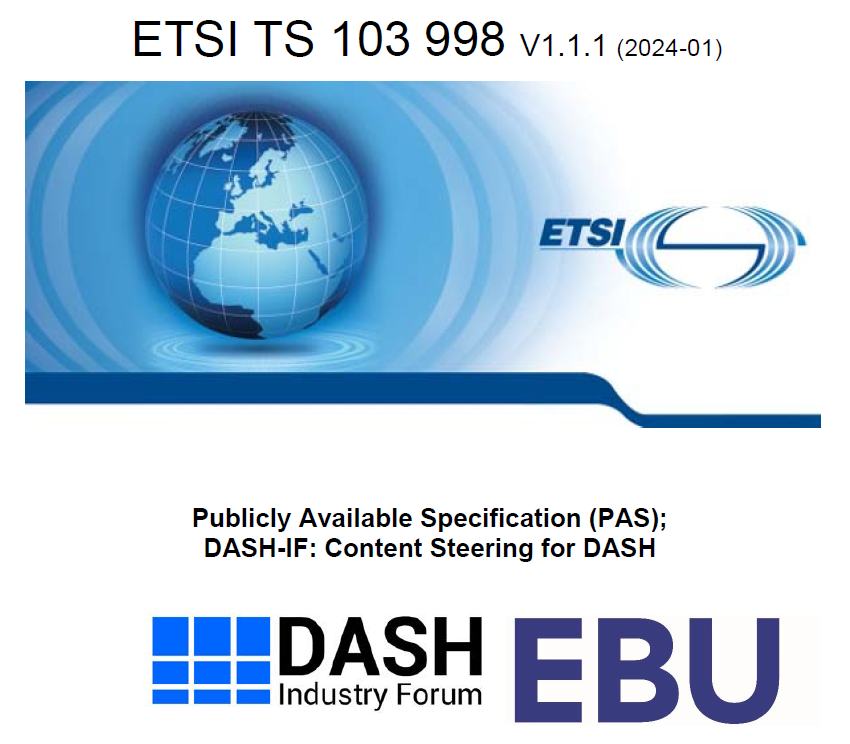 ETSI TS 103 998 V1.1.1 (2024-01)
ETSI
Publicly Available Specification (PAS);
DASH-IF: Content Steering for DASH
DASH
Industry Forum
EBU